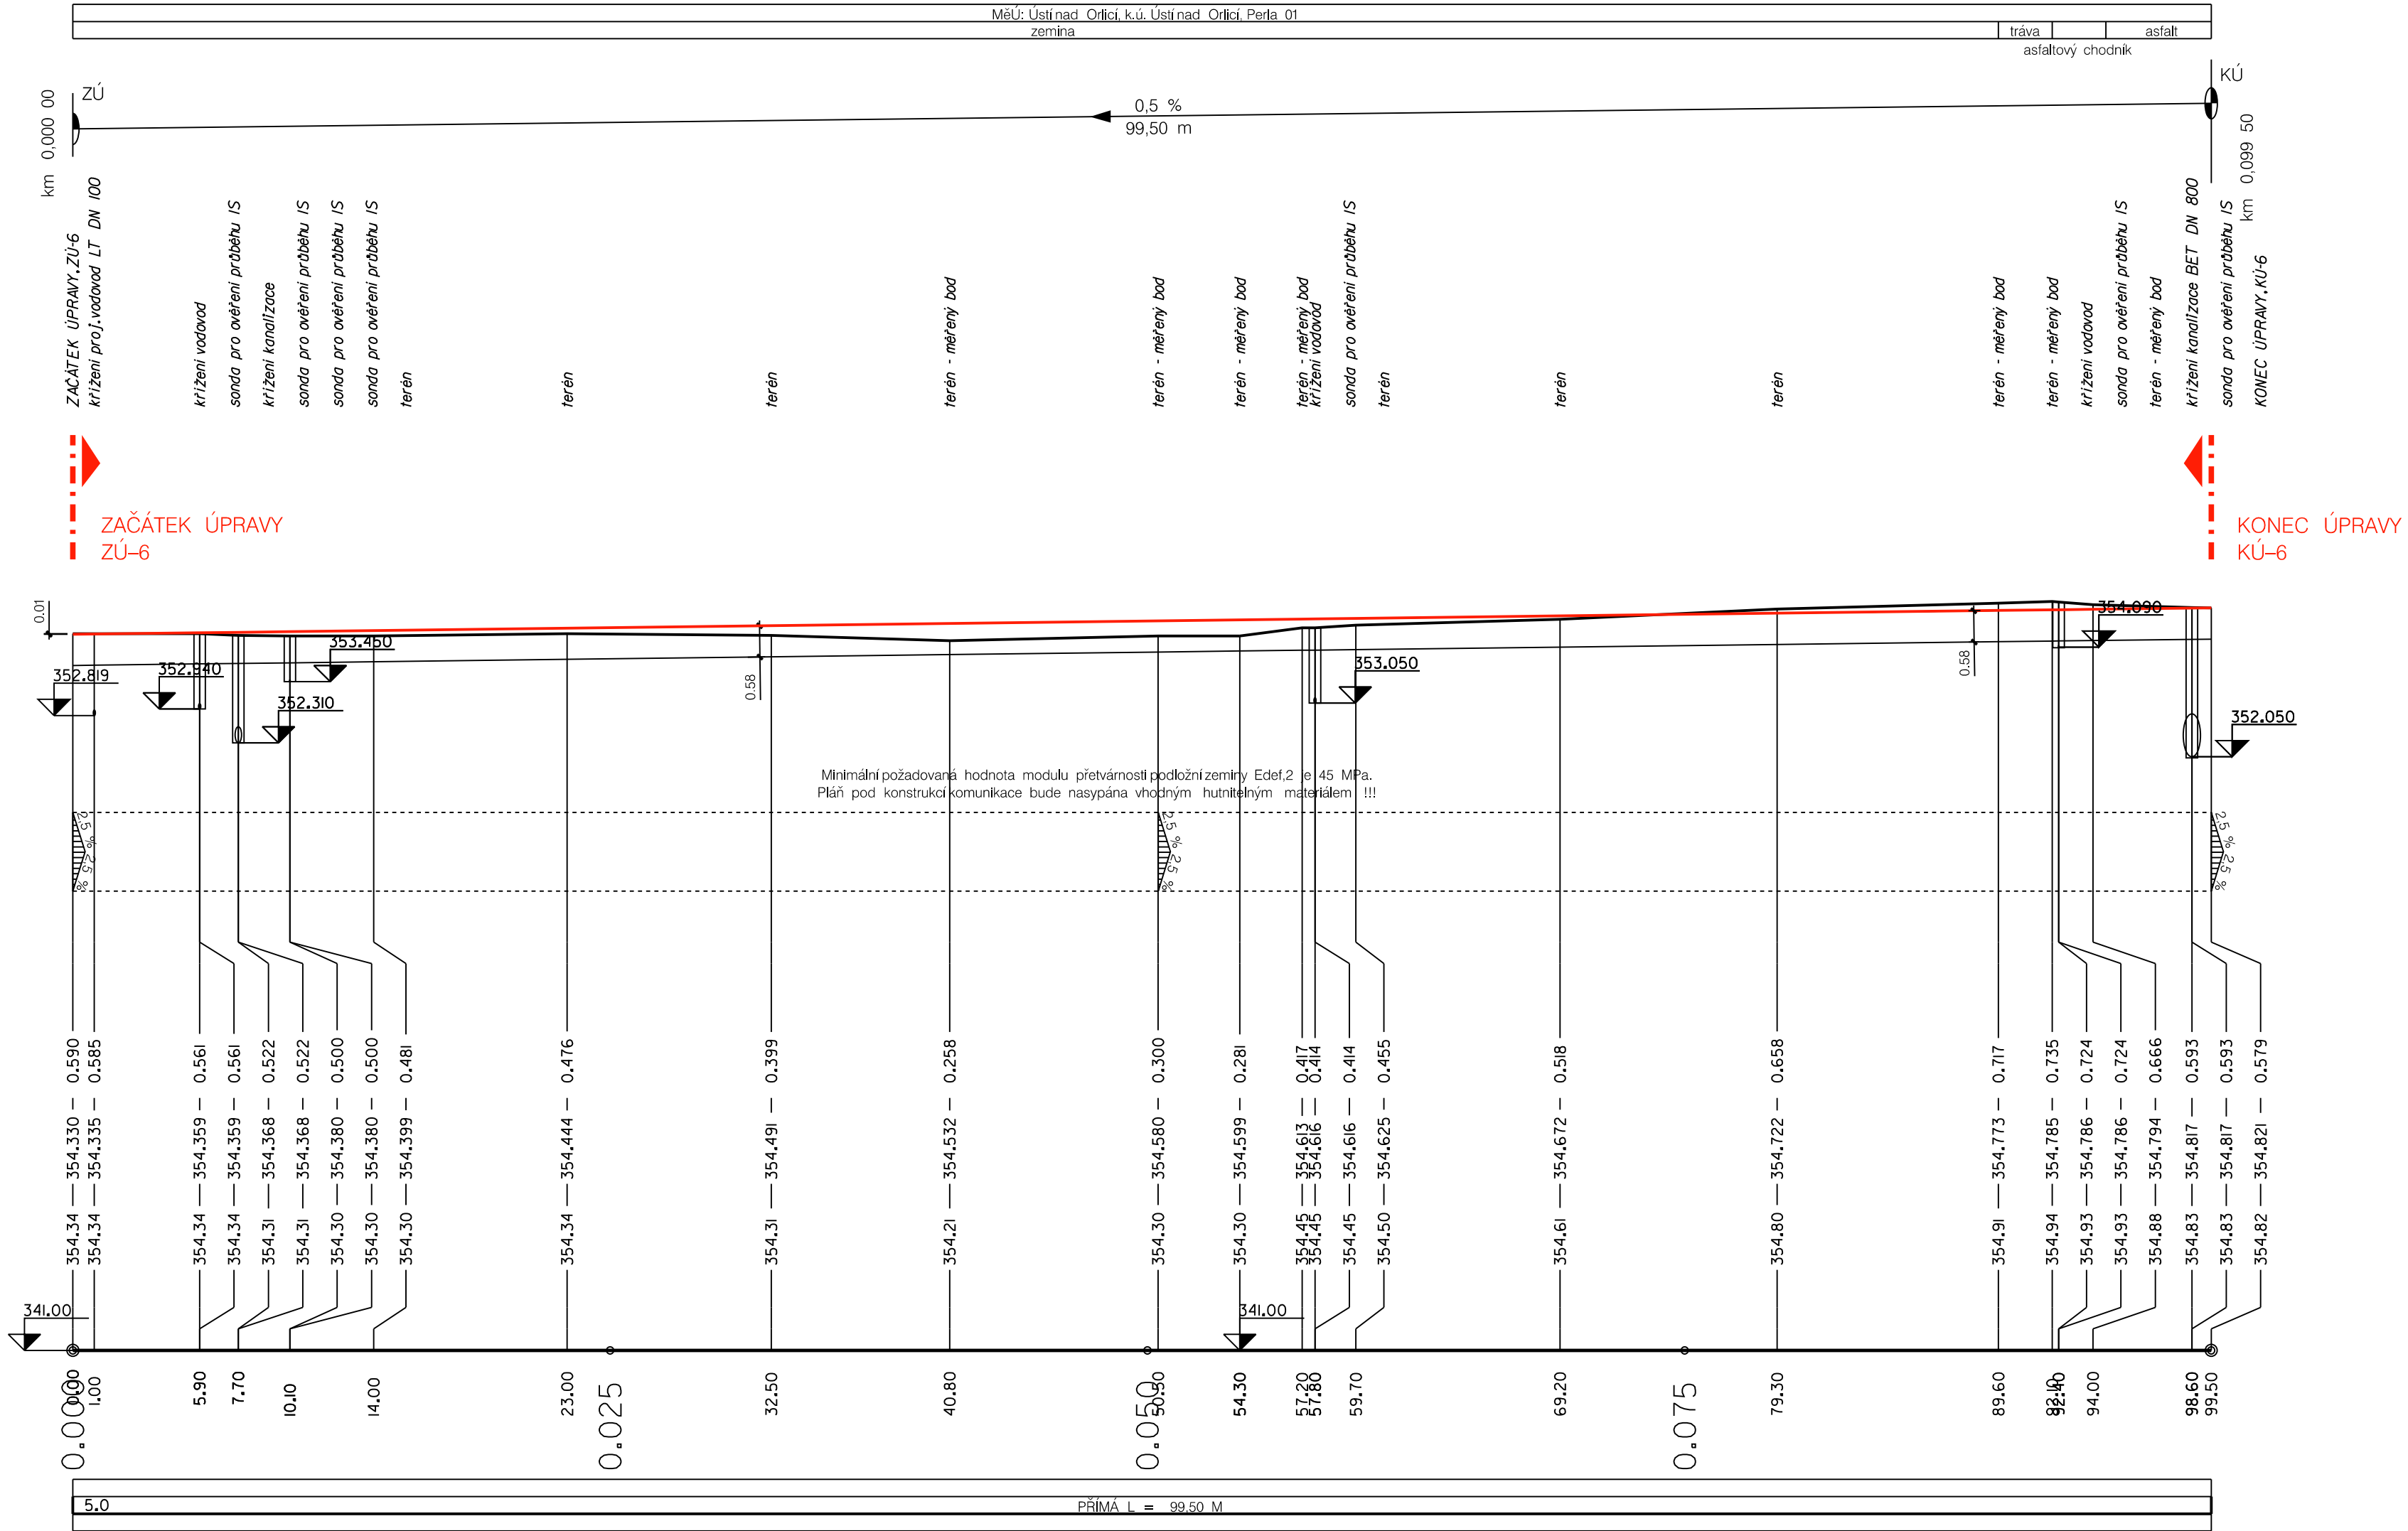 MěÚ: Ústí nad Orlicí, k.ú. Ústí nad Orlicí, Perla 01
zemina
tráva
asfalt
asfaltový chodník
km 0,000 00
ZÚ
0,5 %
99,50 m
KÚ
km 0,099 50
ZAČÁTEK ÚPRAVY,ZÚ-6
křížení proj.vodovod LT DN 100
křížení vodovod
sonda pro ověření průběhu IS
křížení kanalizace
sonda pro ověření průběhu IS
sonda pro ověření průběhu IS
sonda pro ověření průběhu IS
terén
terén
terén
terén - měřený bod
terén - měřený bod
terén - měřený bod
terén - měřený bod
křížení vodovod
sonda pro ověření průběhu IS
terén
terén
terén
terén - měřený bod
terén - měřený bod
křížení vodovod
sonda pro ověření průběhu IS
terén - měřený bod
křížení kanalizace BET DN 800
sonda pro ověření průběhu IS
KONEC ÚPRAVY,KÚ-6
ZAČÁTEK ÚPRAVY
ZÚ–6
KONEC ÚPRAVY
KÚ–6
0.01
352.819
352.940
353.450
352.310
0.58
353.050
0.58
354.090
352.050
Minimální požadovaná hodnota modulu přetvárnosti podložní zeminy Edef,2 je 45 MPa.
Pláň pod konstrukcí komunikace bude nasypána vhodným hutnitelným materiálem !!!
2,5 % 2,5 %
2,5 % 2,5 %
2,5 % 2,5 %
354.34 — 354.330 — 0.590
354.34 — 354.335 — 0.585
354.34 — 354.359 — 0.561
354.34 — 354.359 — 0.561
354.31 — 354.368 — 0.522
354.31 — 354.368 — 0.522
354.30 — 354.380 — 0.500
354.30 — 354.380 — 0.500
354.30 — 354.399 — 0.481
354.34 — 354.444 — 0.476
354.31 — 354.491 — 0.399
354.21 — 354.532 — 0.258
354.30 — 354.580 — 0.300
354.30 — 354.599 — 0.281
354.45 — 354.613 — 0.417
354.45 — 354.616 — 0.414
354.45 — 354.616 — 0.414
354.50 — 354.625 — 0.455
354.61 — 354.672 — 0.518
354.80 — 354.722 — 0.658
354.91 — 354.773 — 0.717
354.94 — 354.785 — 0.735
354.93 — 354.786 — 0.724
354.93 — 354.786 — 0.724
354.88 — 354.794 — 0.666
354.83 — 354.817 — 0.593
354.83 — 354.817 — 0.593
354.82 — 354.821 — 0.579
341.00
341.00
0.000
0.00
1.00
5.90
7.70
10.10
14.00
23.00
0.025
32.50
40.80
0.050
50.50
54.30
57.20
57.80
59.70
69.20
0.075
79.30
89.60
92.10
92.40
94.00
98.60
99.50
5.0
PŘÍMÁ L = 99.50 M